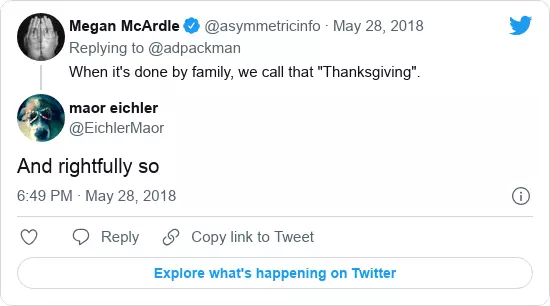 Megan McArdle @asymmetricinfo · May 28, 2018
Replying to @adpackman
When it's done by family, we call that "Thanksgiving".
maor eichler
@EichlerMaor
And rightfully so
6:49 PM · May 28, 2018
Reply Copy link to Tweet
Explore what's happening on Twitter